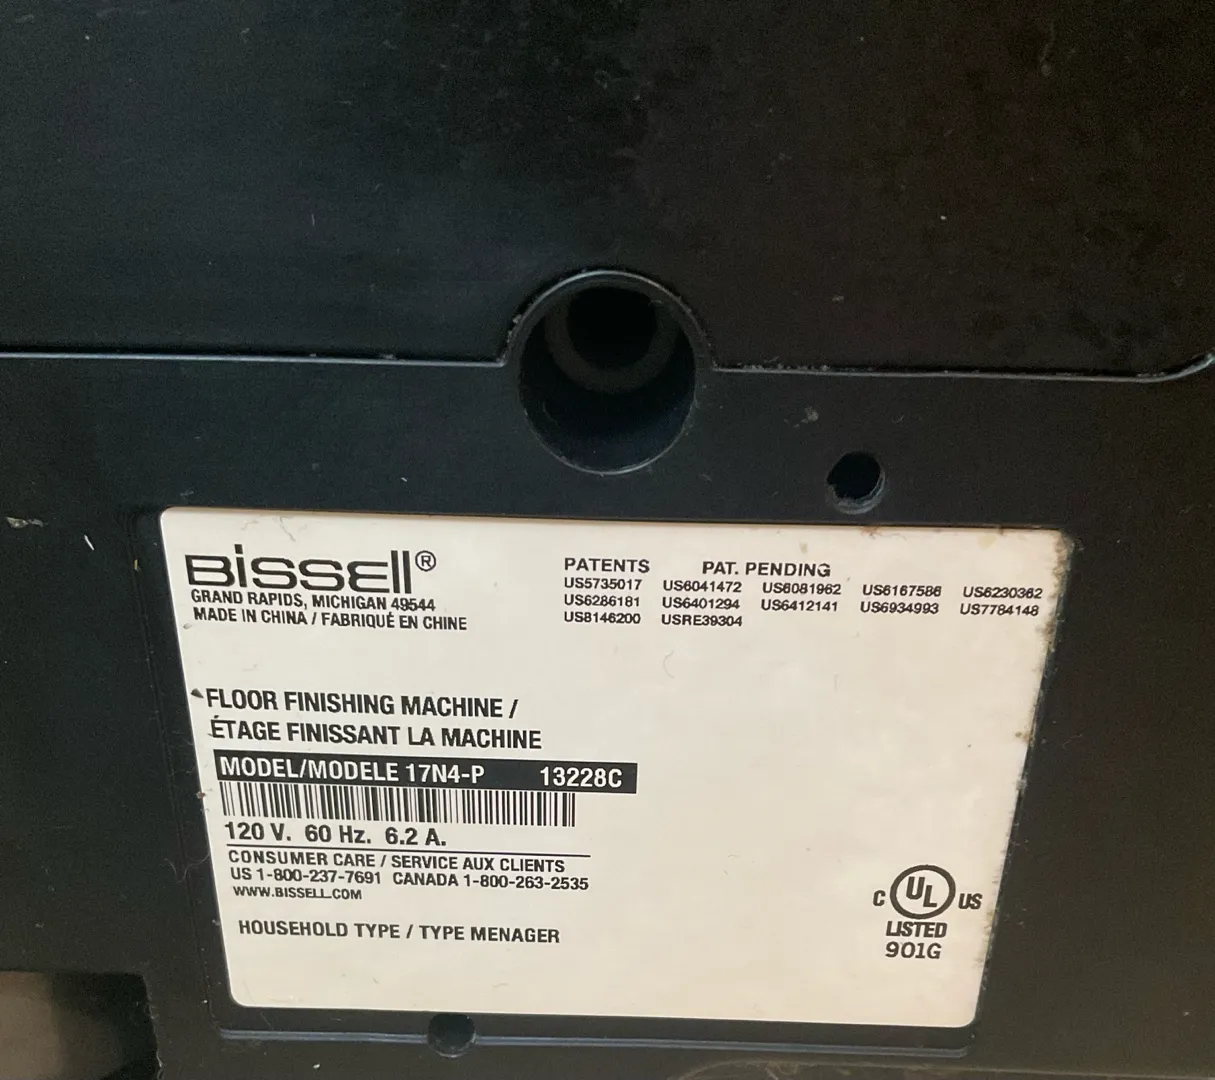 BISSELL®
GRAND RAPIDS, MICHIGAN 49544
MADE IN CHINA / FABRIQUÉ EN CHINE
PATENTS PAT. PENDING
US5735017 US6041472 US6081962 US6167586 US6230362
US6286181 US6401294 US6412141 US6934993 US7784148
US8146200 USRE39304
FLOOR FINISHING MACHINE /
ÉTAGE FINISSANT LA MACHINE
MODEL/MODELE 17N4-P 13228C
120 V. 60 Hz. 6.2 A.
CONSUMER CARE / SERVICE AUX CLIENTS
US 1-800-237-7691 CANADA 1-800-263-2535
WWW.BISSELL.COM
HOUSEHOLD TYPE / TYPE MENAGER
C UL US
LISTED
901G